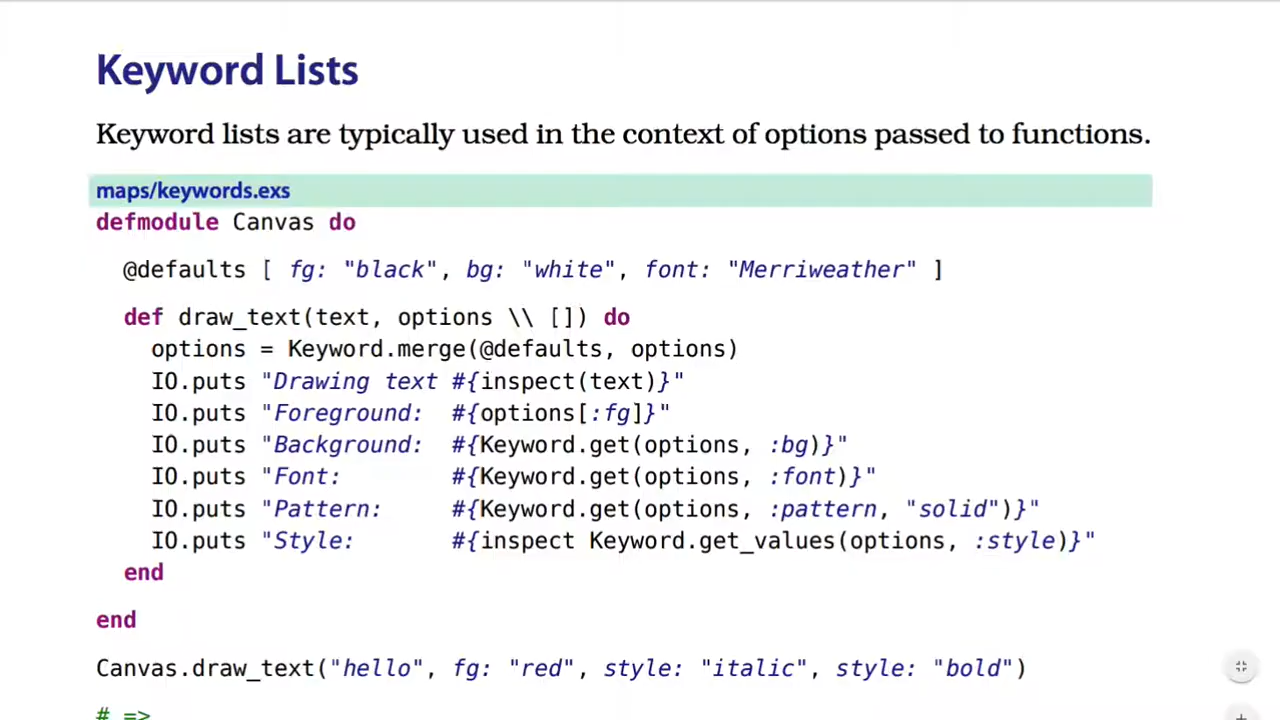 Keyword Lists
Keyword lists are typically used in the context of options passed to functions.
maps/keywords.exs
defmodule Canvas do
  @defaults [ fg: "black", bg: "white", font: "Merriweather" ]
  def draw_text(text, options \\ []) do
    options = Keyword.merge(@defaults, options)
    IO.puts "Drawing text #{inspect(text)}"
    IO.puts "Foreground:  #{options[:fg]}"
    IO.puts "Background:  #{Keyword.get(options, :bg)}"
    IO.puts "Font:        #{Keyword.get(options, :font)}"
    IO.puts "Pattern:     #{Keyword.get(options, :pattern, "solid")}"
    IO.puts "Style:       #{inspect Keyword.get_values(options, :style)}"
  end
end
Canvas.draw_text("hello", fg: "red", style: "italic", style: "bold")
# =>